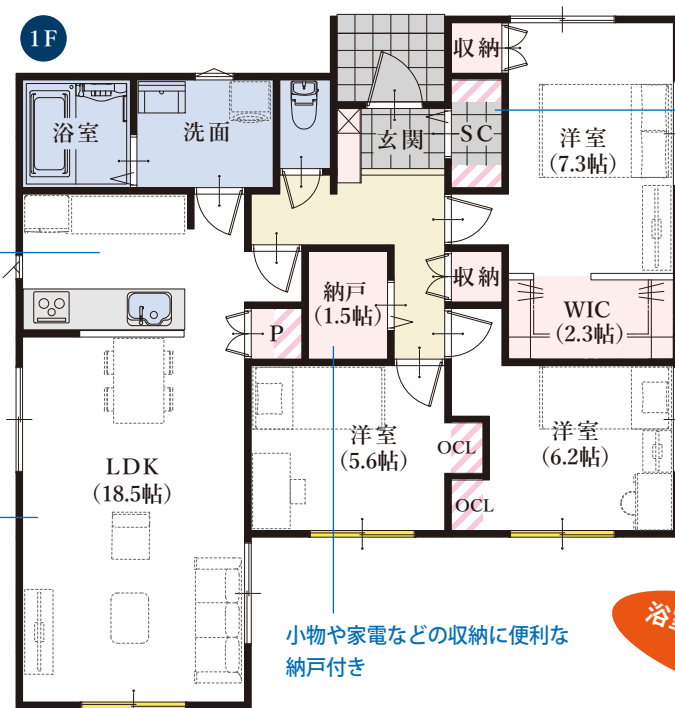 1F
収納
浴室
洗面
玄関
SC
洋室
(7.3帖)
納戸
(1.5帖)
収納
WIC
(2.3帖)
P
洋室
(5.6帖)
OCL
洋室
(6.2帖)
OCL
LDK
(18.5帖)
小物や家電などの収納に便利な
納戸付き